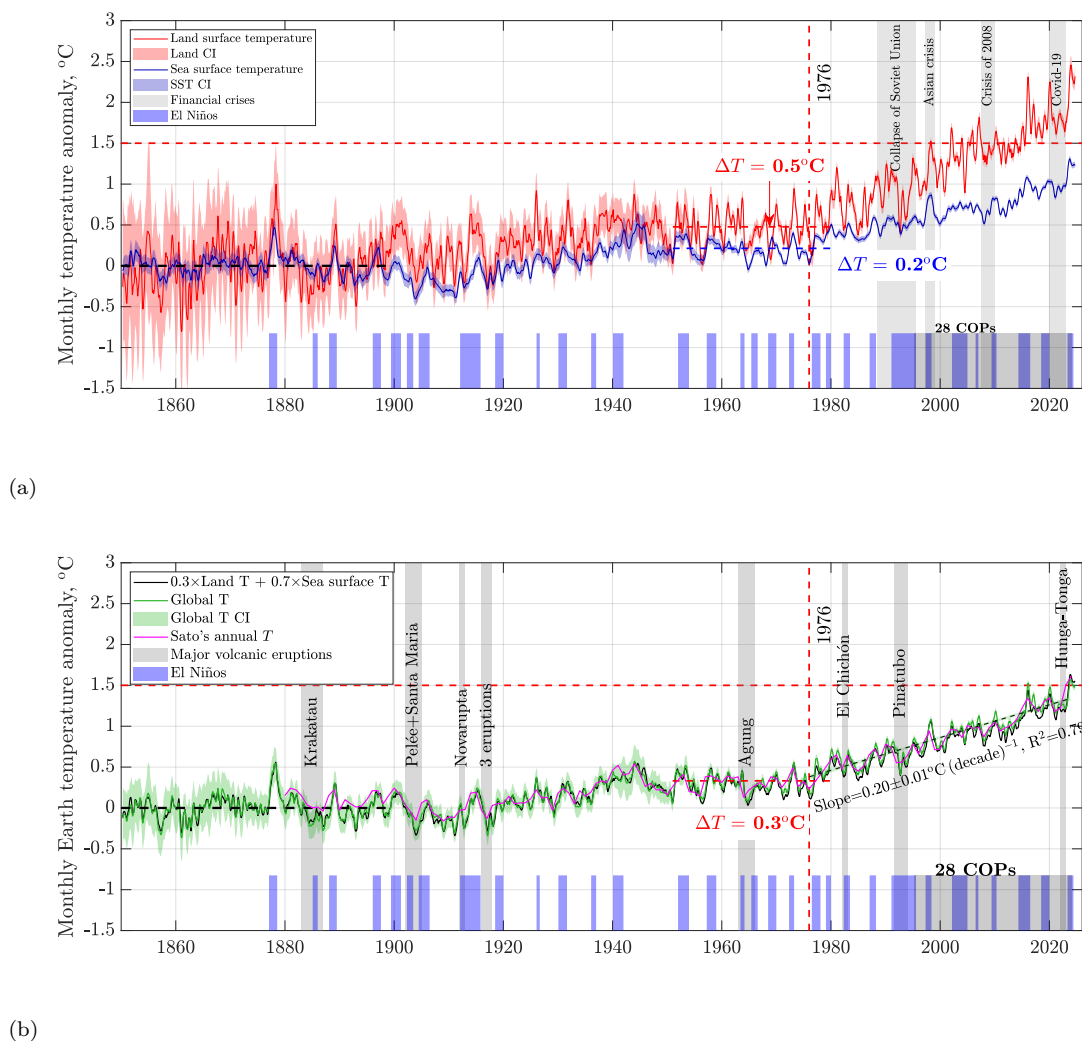 3
2.5
2
1.5
1
0.5
0
-0.5
-1
-1.5
Monthly temperature anomaly, °C
Land surface temperature
Land CI
Sea surface temperature
SST CI
Financial crises
El Niños
1976
Collapse of Soviet Union
Asian crisis
Crisis of 2008
Covid-19
ΔT = 0.5°C
ΔT = 0.2°C
28 COPs
1860 1880 1900 1920 1940 1960 1980 2000 2020
(a)
3
2.5
2
1.5
1
0.5
0
-0.5
-1
-1.5
Monthly Earth temperature anomaly, °C
0.3×Land T + 0.7×Sea surface T
Global T
Global T CI
Sato's annual T
Major volcanic eruptions
El Niños
Krakatau
Pelée+Santa Maria
Novarupta
3 eruptions
Agung
1976
El Chichón
Pinatubo
Hunga-Tonga
Slope=0.20±0.01°C (decade)⁻¹, R²=0.79
ΔT = 0.3°C
28 COPs
1860 1880 1900 1920 1940 1960 1980 2000 2020
(b)